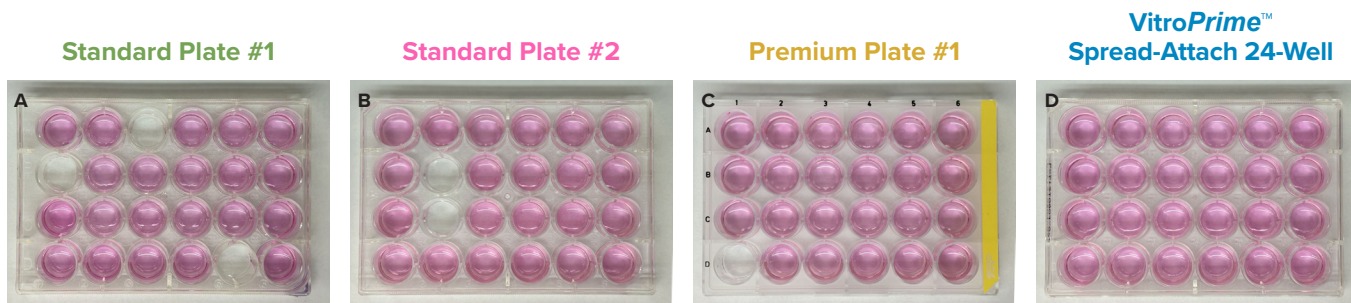 Standard Plate #1
Standard Plate #2
Premium Plate #1
VitroPrime™
Spread-Attach 24-Well
A
B
C
1 2 3 4 5 6
A
B
C
D
D